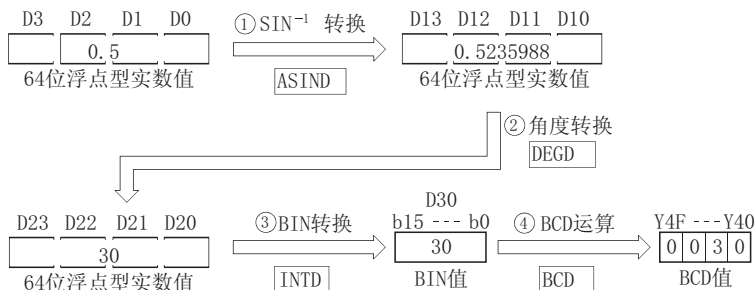 D3 D2 D1 D0
①SIN⁻¹ 转换
D13 D12 D11 D10
0.5
0.5235988
64位浮点型实数值
ASIND
64位浮点型实数值
②角度转换
DEGD
D23 D22 D21 D20
③BIN转换
D30
b15 --- b0
④BCD运算
Y4F --- Y40
30
30
0 0 3 0
64位浮点型实数值
INTD
BIN值
BCD
BCD值